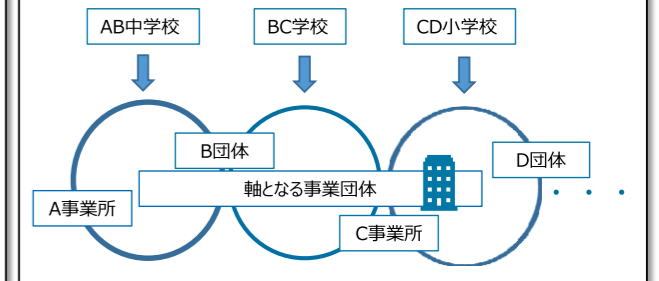 AB中学校
BC学校
CD小学校
B団体
D団体
軸となる事業団体
A事業所
C事業所
・・・